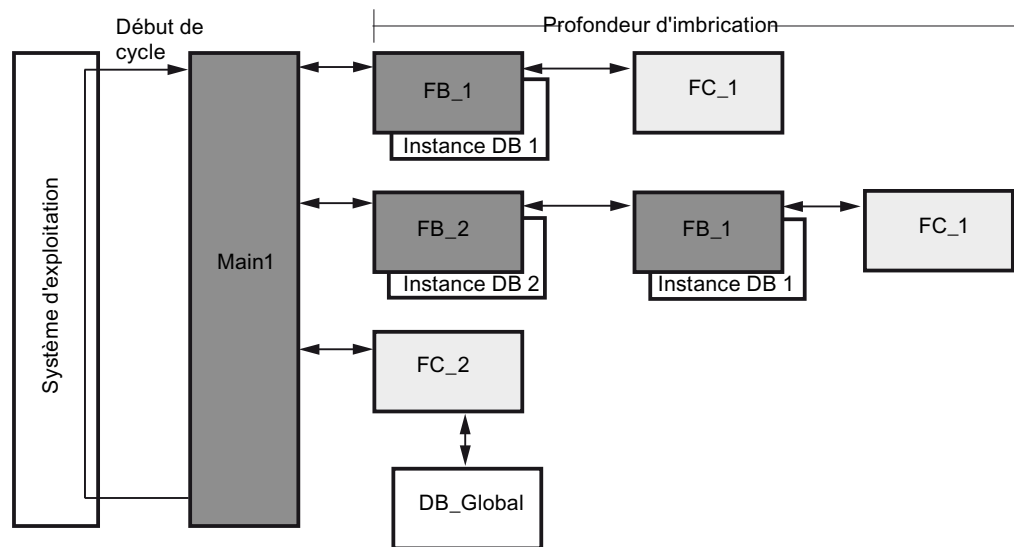 Début de
cycle
Profondeur d'imbrication
Système d'exploitation
Main1
FB_1
Instance DB 1
FC_1
FB_2
Instance DB 2
FB_1
Instance DB 1
FC_1
FC_2
DB_Global